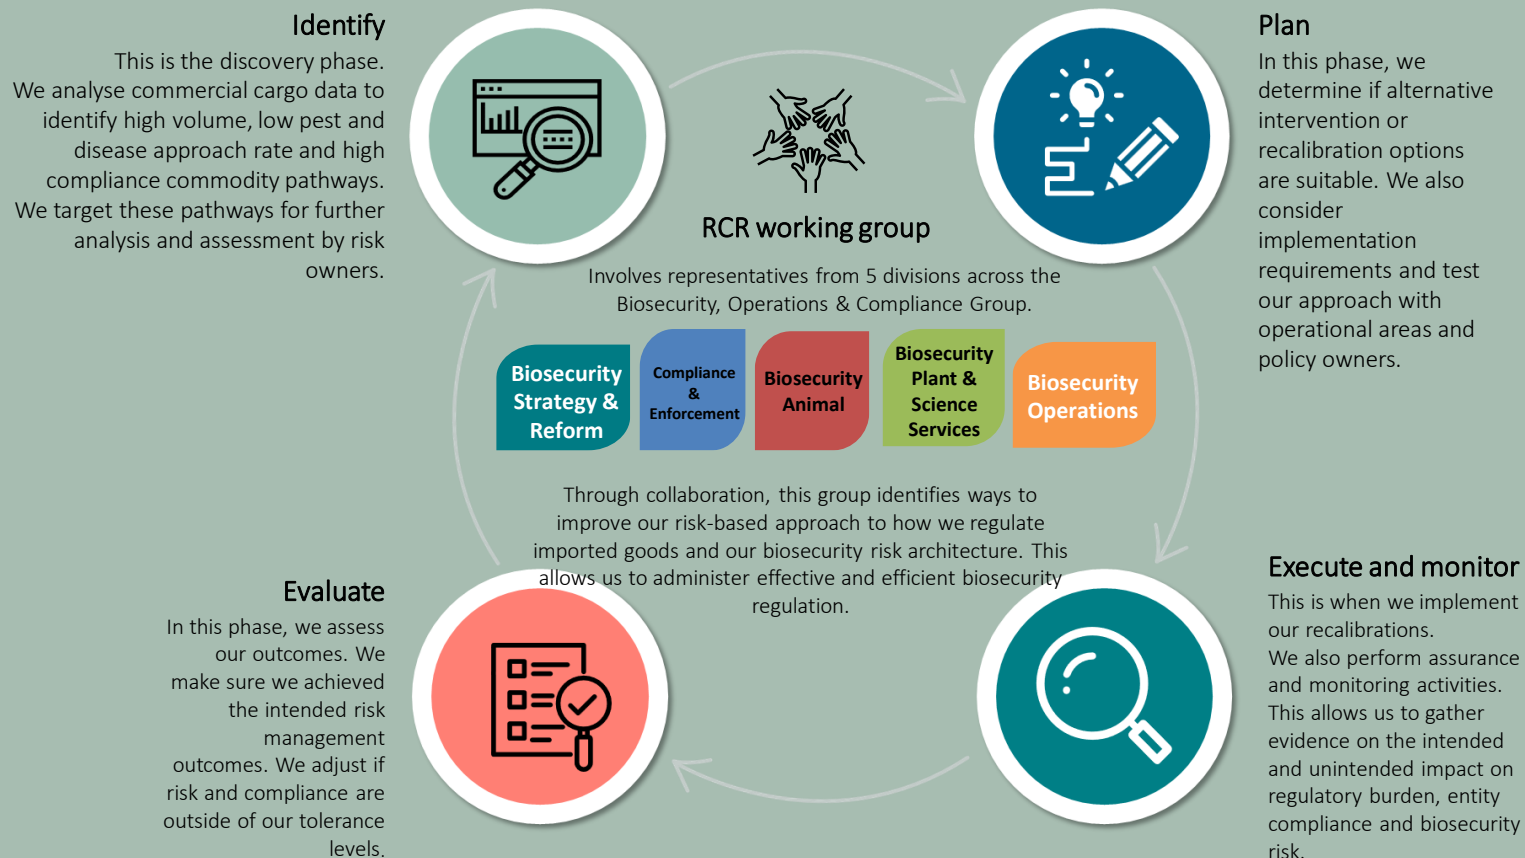 Identify
This is the discovery phase.
We analyse commercial cargo data to
identify high volume, low pest and
disease approach rate and high
compliance commodity pathways.
We target these pathways for further
analysis and assessment by risk
owners.
Plan
In this phase, we
determine if alternative
intervention or
recalibration options
are suitable. We also
consider
implementation
requirements and test
our approach with
operational areas and
policy owners.
RCR working group
Involves representatives from 5 divisions across the
Biosecurity, Operations & Compliance Group.
Biosecurity
Strategy &
Reform
Compliance
&
Enforcement
Biosecurity
Animal
Biosecurity
Plant &
Science
Services
Biosecurity
Operations
Through collaboration, this group identifies ways to
improve our risk-based approach to how we regulate
imported goods and our biosecurity risk architecture. This
allows us to administer effective and efficient biosecurity
regulation.
Execute and monitor
This is when we implement
our recalibrations.
We also perform assurance
and monitoring activities.
This allows us to gather
evidence on the intended
and unintended impact on
regulatory burden, entity
compliance and biosecurity
risk.
Evaluate
In this phase, we assess
our outcomes. We
make sure we achieved
the intended risk
management
outcomes. We adjust if
risk and compliance are
outside of our tolerance
levels.